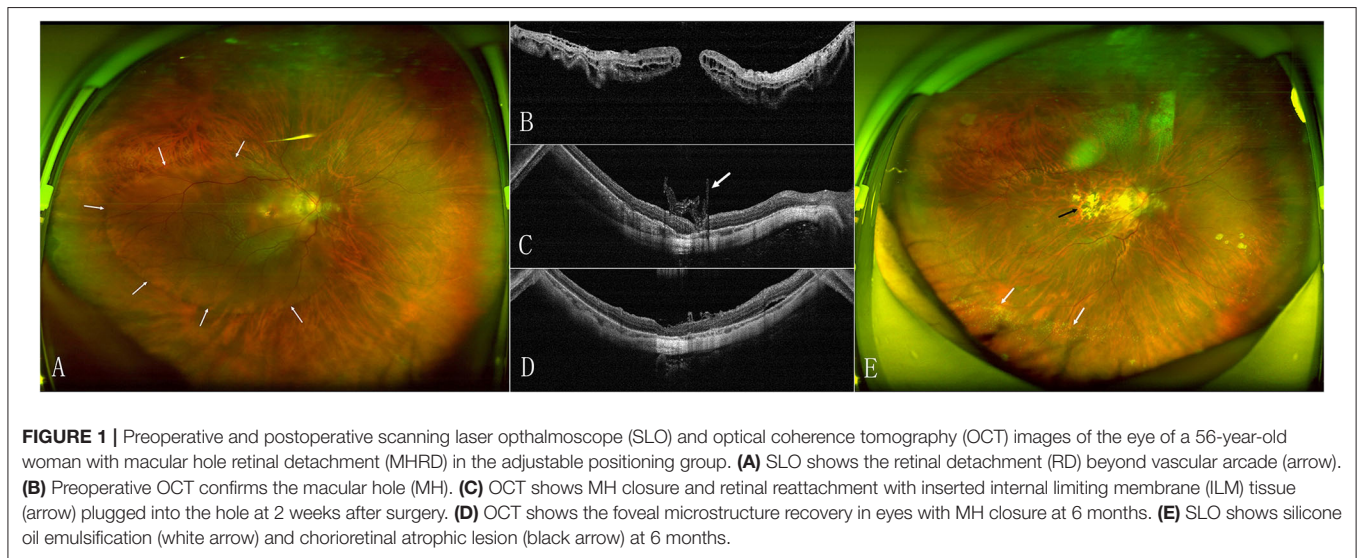 A
B
C
D
E
FIGURE 1 | Preoperative and postoperative scanning laser opthalmoscope (SLO) and optical coherence tomography (OCT) images of the eye of a 56-year-old
woman with macular hole retinal detachment (MHRD) in the adjustable positioning group. (A) SLO shows the retinal detachment (RD) beyond vascular arcade (arrow).
(B) Preoperative OCT confirms the macular hole (MH). (C) OCT shows MH closure and retinal reattachment with inserted internal limiting membrane (ILM) tissue
(arrow) plugged into the hole at 2 weeks after surgery. (D) OCT shows the foveal microstructure recovery in eyes with MH closure at 6 months. (E) SLO shows silicone
oil emulsification (white arrow) and chorioretinal atrophic lesion (black arrow) at 6 months.